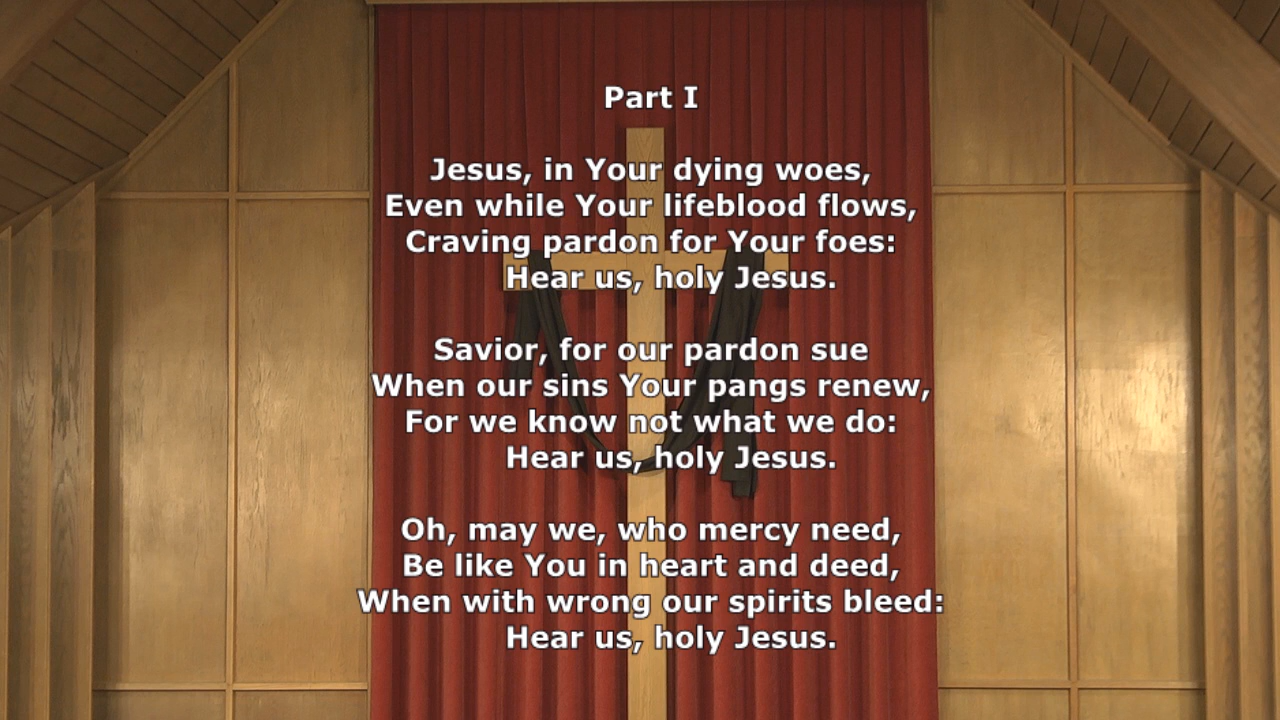 Part I
Jesus, in Your dying woes,
Even while Your lifeblood flows,
Craving pardon for Your foes:
Hear us, holy Jesus.
Savior, for our pardon sue
When our sins Your pangs renew,
For we know not what we do:
Hear us, holy Jesus.
Oh, may we, who mercy need,
Be like You in heart and deed,
When with wrong our spirits bleed:
Hear us, holy Jesus.